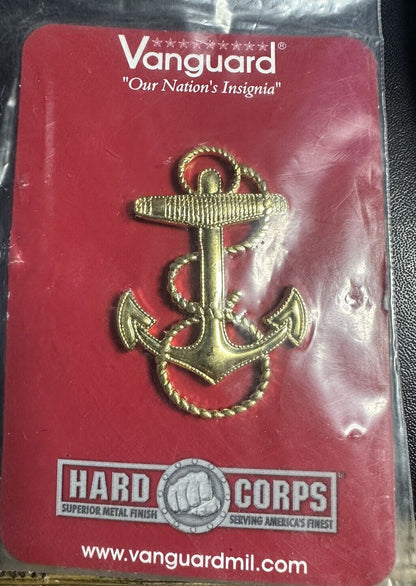 Vanguard®
"Our Nation's Insignia"
HARD CORPS
SUPERIOR METAL FINISH SERVING AMERICA'S FINEST
www.vanguardmil.com